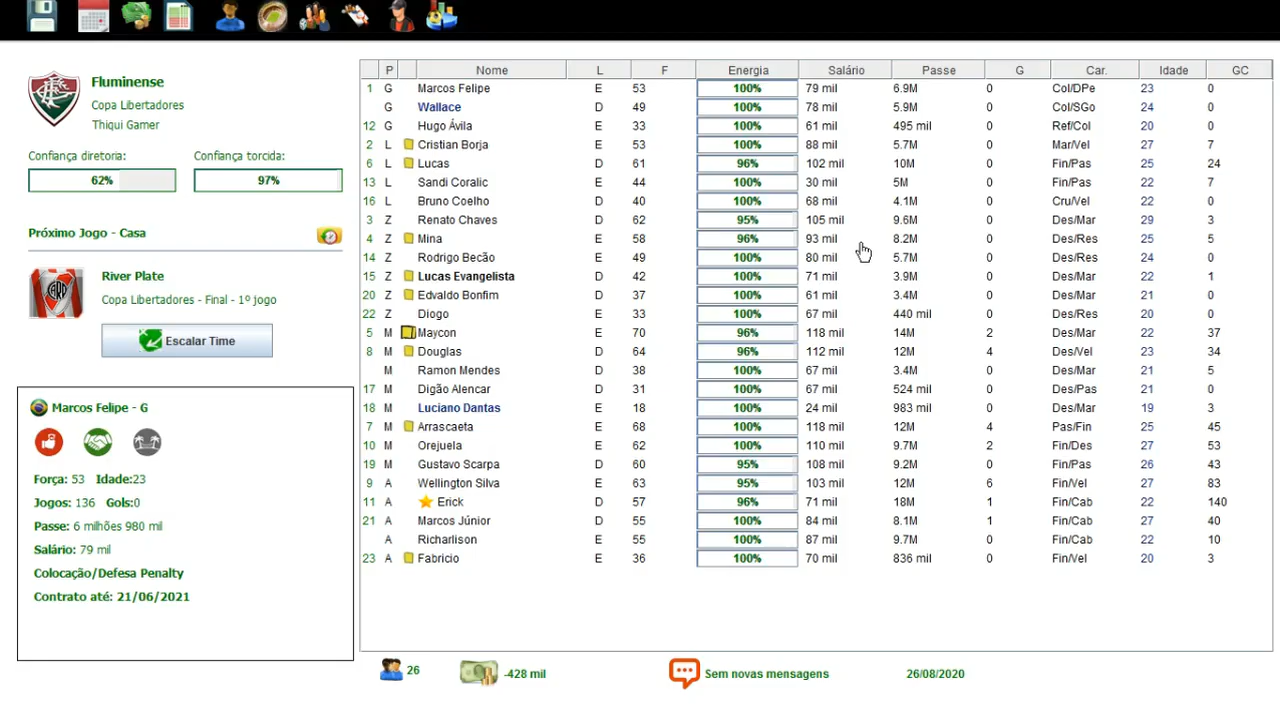 Fluminense
Copa Libertadores
Thiqui Gamer
Confiança diretoria: Confiança torcida:
62% 97%
Próximo Jogo - Casa
River Plate
Copa Libertadores - Final - 1º jogo
Escalar Time
Marcos Felipe - G
Força: 53 Idade:23
Jogos: 136 Gols:0
Passe: 6 milhões 980 mil
Salário: 79 mil
Colocação/Defesa Penalty
Contrato até: 21/06/2021
P Nome L F Energia Salário Passe G Car. Idade GC
1 G Marcos Felipe E 53 100% 79 mil 6.9M 0 Col/DPe 23 0
G Wallace D 49 100% 78 mil 5.9M 0 Col/SGo 24 0
12 G Hugo Ávila E 33 100% 61 mil 495 mil 0 Ref/Col 20 0
2 L Cristian Borja E 53 100% 88 mil 5.7M 0 Mar/Vel 27 7
6 L Lucas D 61 96% 102 mil 10M 0 Fin/Pas 25 24
13 L Sandi Coralic E 44 100% 30 mil 5M 0 Fin/Pas 22 7
16 L Bruno Coelho D 40 100% 68 mil 4.1M 0 Cru/Vel 22 0
3 Z Renato Chaves D 62 95% 105 mil 9.6M 0 Des/Mar 29 3
4 Z Mina E 58 96% 93 mil 8.2M 0 Des/Res 25 5
14 Z Rodrigo Becão E 49 100% 80 mil 5.7M 0 Des/Res 24 0
15 Z Lucas Evangelista D 42 100% 71 mil 3.9M 0 Des/Mar 22 1
20 Z Edvaldo Bonfim D 37 100% 61 mil 3.4M 0 Des/Mar 21 0
22 Z Diogo E 33 100% 67 mil 440 mil 0 Des/Res 20 0
5 M Maycon E 70 96% 118 mil 14M 2 Des/Mar 22 37
8 M Douglas D 64 96% 112 mil 12M 4 Des/Vel 23 34
M Ramon Mendes D 38 100% 67 mil 3.4M 0 Des/Mar 21 5
17 M Digão Alencar D 31 100% 67 mil 524 mil 0 Des/Pas 21 0
18 M Luciano Dantas E 18 100% 24 mil 983 mil 0 Des/Mar 19 3
7 M Arrascaeta E 68 100% 118 mil 12M 4 Pas/Fin 25 45
10 M Orejuela E 62 100% 110 mil 9.7M 2 Fin/Des 27 53
19 M Gustavo Scarpa D 60 95% 108 mil 9.2M 0 Fin/Pas 26 43
9 A Wellington Silva E 63 95% 103 mil 12M 6 Fin/Vel 27 83
11 A Erick D 57 96% 71 mil 18M 1 Fin/Cab 22 140
21 A Marcos Júnior D 55 100% 84 mil 8.1M 1 Fin/Cab 27 40
A Richarlison E 55 100% 87 mil 9.7M 0 Fin/Cab 22 10
23 A Fabricio E 36 100% 70 mil 836 mil 0 Fin/Vel 20 3
26 -428 mil Sem novas mensagens 26/08/2020